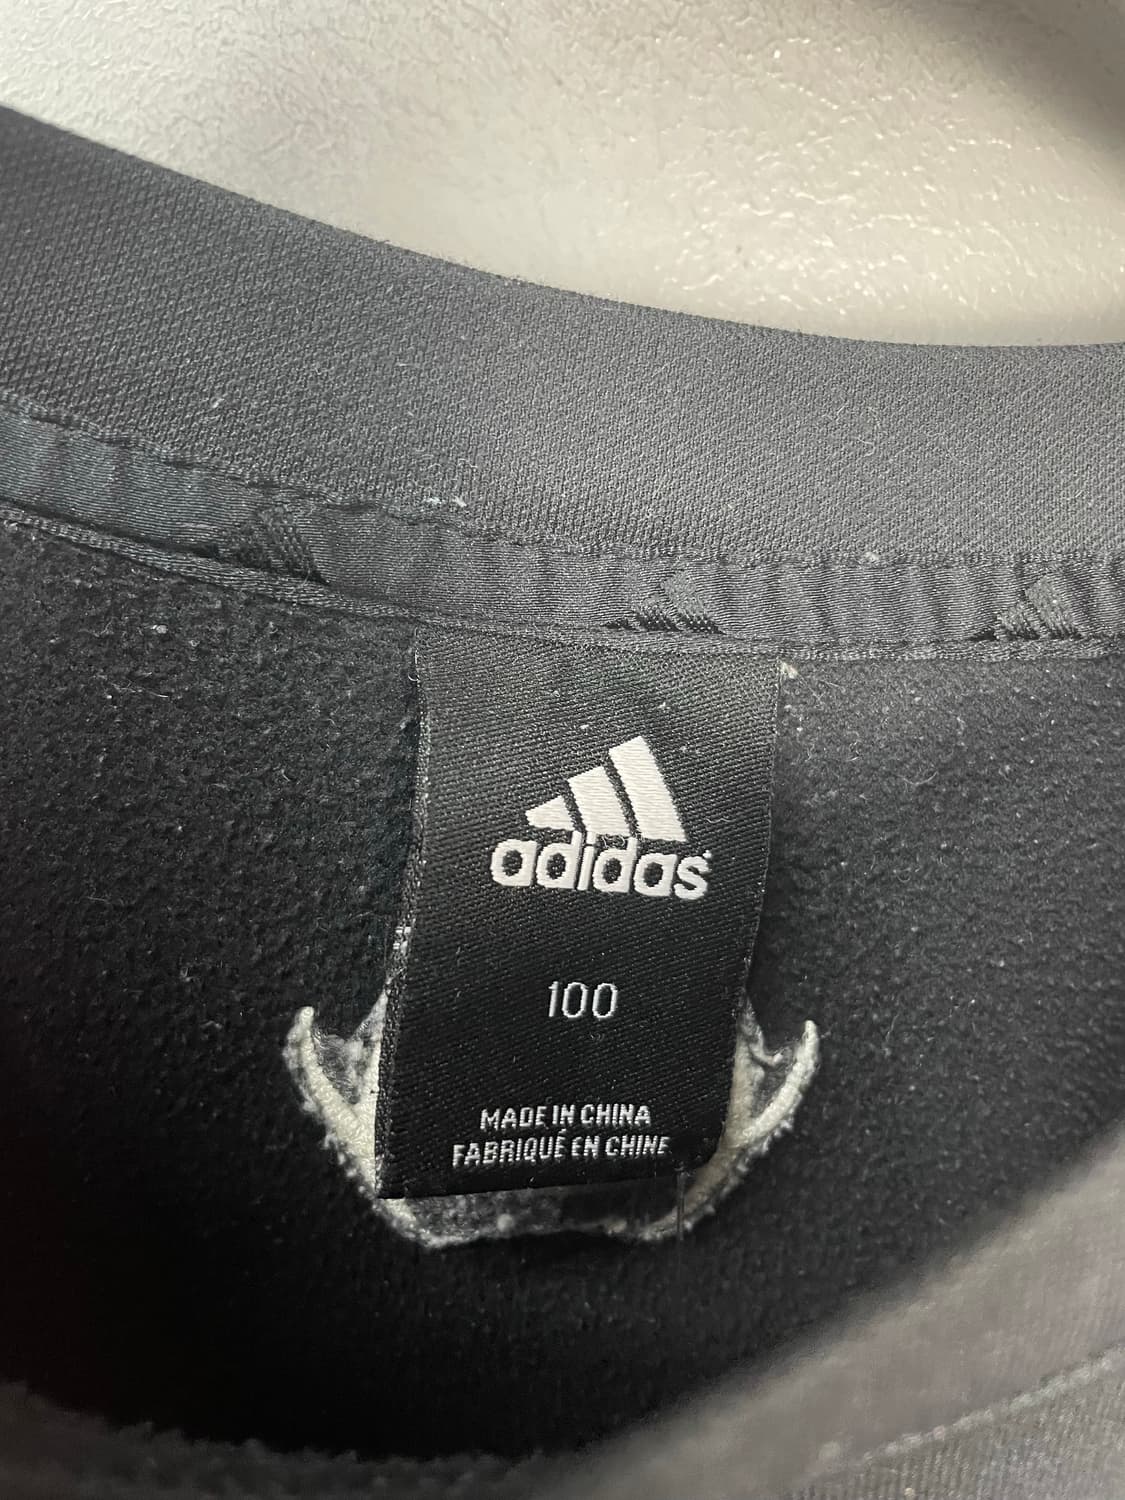 adidas
100
MADE IN CHINA
FABRIQUÉ EN CHINE